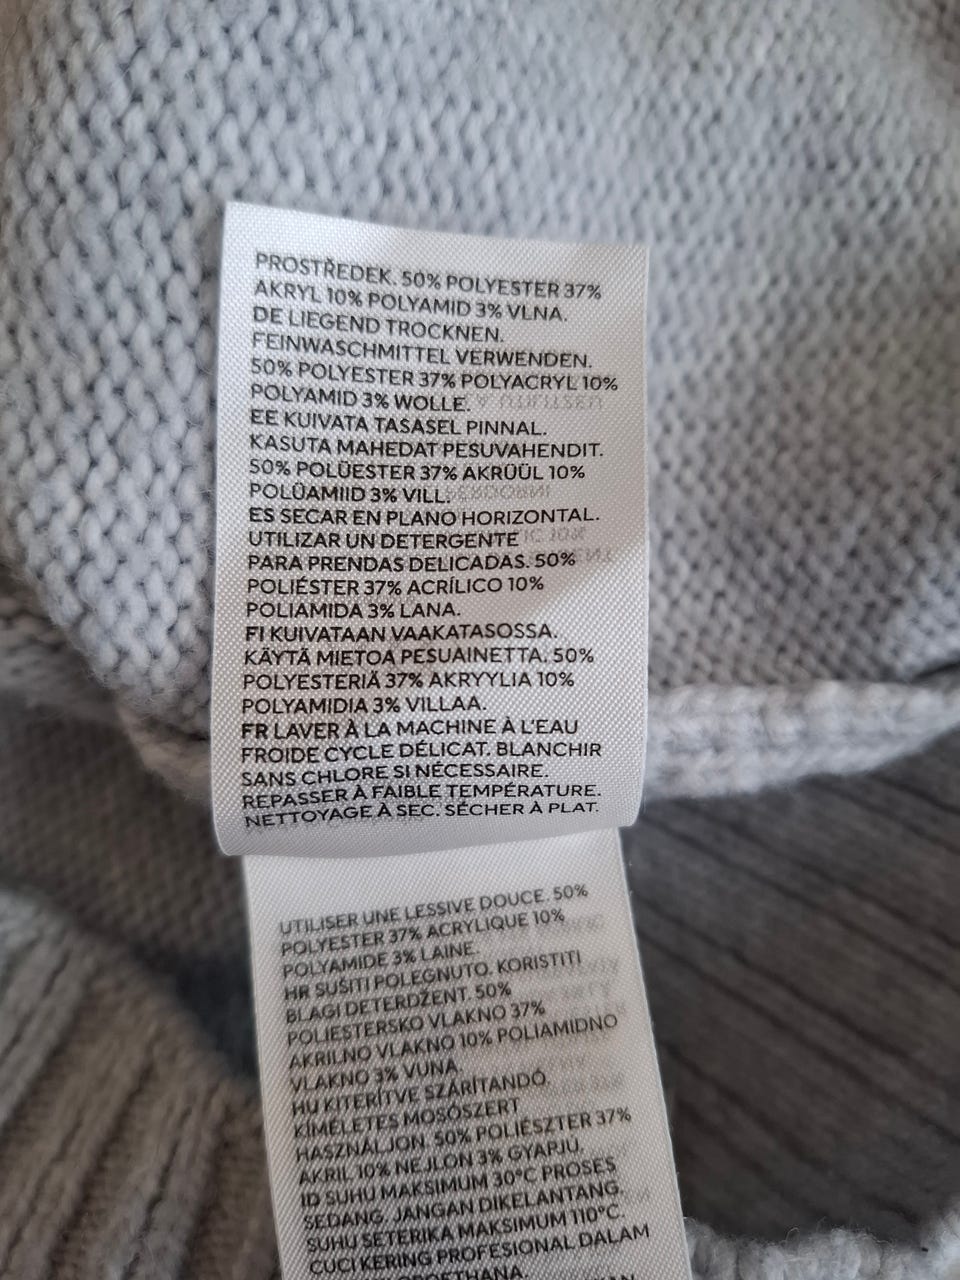 PROSTŘEDEK. 50% POLYESTER 37%
AKRYL 10% POLYAMID 3% VLNA.
DE LIEGEND TROCKNEN.
FEINWASCHMITTEL VERWENDEN.
50% POLYESTER 37% POLYACRYL 10%
POLYAMID 3% WOLLE.
EE KUIVATA TASASEL PINNAL.
KASUTA MAHEDAT PESUVAHENDIT.
50% POLÜESTER 37% AKRÜÜL 10%
POLÜAMIID 3% VILL.
ES SECAR EN PLANO HORIZONTAL.
UTILIZAR UN DETERGENTE
PARA PRENDAS DELICADAS. 50%
POLIÉSTER 37% ACRÍLICO 10%
POLIAMIDA 3% LANA.
FI KUIVATAAN VAAKATASOSSA.
KÄYTÄ MIETOA PESUAINETTA. 50%
POLYESTERIÄ 37% AKRYYLIA 10%
POLYAMIDIA 3% VILLAA.
FR LAVER À LA MACHINE À L'EAU
FROIDE CYCLE DÉLICAT. BLANCHIR
SANS CHLORE SI NÉCESSAIRE.
REPASSER À FAIBLE TEMPÉRATURE.
NETTOYAGE À SEC. SÉCHER À PLAT.
UTILISER UNE LESSIVE DOUCE. 50%
POLYESTER 37% ACRYLIQUE 10%
POLYAMIDE 3% LAINE.
HR SUŠITI POLEGNUTO. KORISTITI
BLAGI DETERDŽENT. 50%
POLIESTERSKO VLAKNO 37%
AKRILNO VLAKNO 10% POLIAMIDNO
VLAKNO 3% VUNA.
HU KITERÍTVE SZÁRÍTANDÓ.
KÍMÉLETES MOSÓSZERT
HASZNÁLJON. 50% POLIÉSZTER 37%
AKRIL 10% NEJLON 3% GYAPJU.
ID SUHU MAKSIMUM 30°C PROSES
SEDANG. JANGAN DIKELANTANG.
SUHU SETERIKA MAKSIMUM 110°C.
CUCI KERING PROFESIONAL DALAM